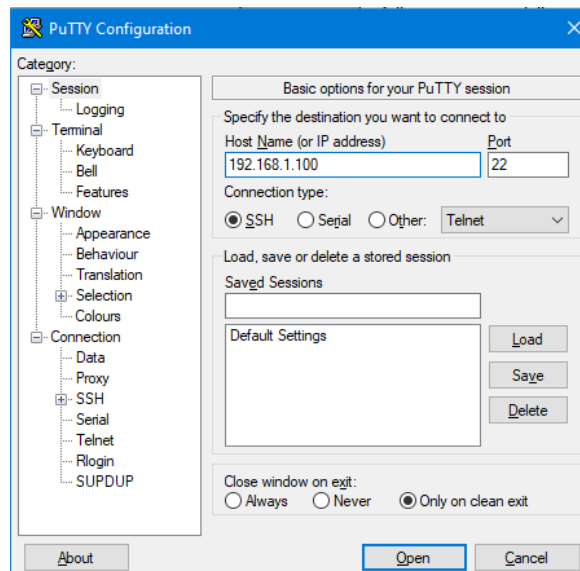 PuTTY Configuration
Category:
Session
Logging
Terminal
Keyboard
Bell
Features
Window
Appearance
Behaviour
Translation
Selection
Colours
Connection
Data
Proxy
SSH
Serial
Telnet
Rlogin
SUPDUP
Basic options for your PuTTY session
Specify the destination you want to connect to
Host Name (or IP address) Port
192.168.1.100 22
Connection type:
SSH Serial Other: Telnet
Load, save or delete a stored session
Saved Sessions
Default Settings
Load
Save
Delete
Close window on exit:
Always Never Only on clean exit
About Open Cancel